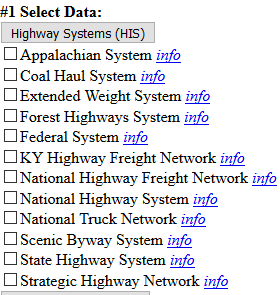 #1 Select Data:
Highway Systems (HIS)
Appalachian System info
Coal Haul System info
Extended Weight System info
Forest Highways System info
Federal System info
KY Highway Freight Network info
National Highway Freight Network info
National Highway System info
National Truck Network info
Scenic Byway System info
State Highway System info
Strategic Highway Network info